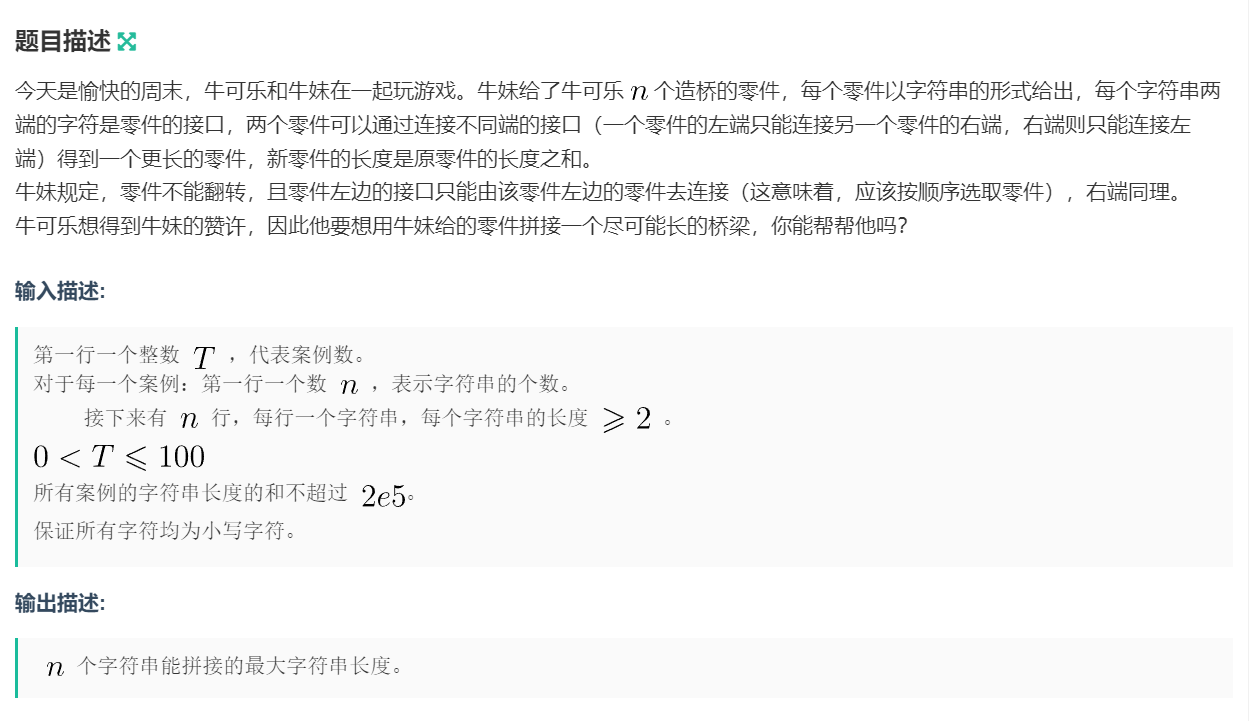 题目描述
今天是愉快的周末，牛可乐和牛妹在一起玩游戏。牛妹给了牛可乐 n 个造桥的零件，每个零件以字符串的形式给出，每个字符串两
端的字符是零件的接口，两个零件可以通过连接不同端的接口（一个零件的左端只能连接另一个零件的右端，右端则只能连接左
端）得到一个更长的零件，新零件的长度是原零件的长度之和。
牛妹规定，零件不能翻转，且零件左边的接口只能由该零件左边的零件去连接（这意味着，应该按顺序选取零件），右端同理。
牛可乐想得到牛妹的赞许，因此他要想用牛妹给的零件拼接一个尽可能长的桥梁，你能帮帮他吗？
输入描述:
第一行一个整数 T ，代表案例数。
对于每一个案例：第一行一个数 n ，表示字符串的个数。
接下来有 n 行，每行一个字符串，每个字符串的长度 ⩾ 2 。
0 < T ⩽ 100
所有案例的字符串长度的和不超过 2e5。
保证所有字符均为小写字符。
输出描述:
n 个字符串能拼接的最大字符串长度。